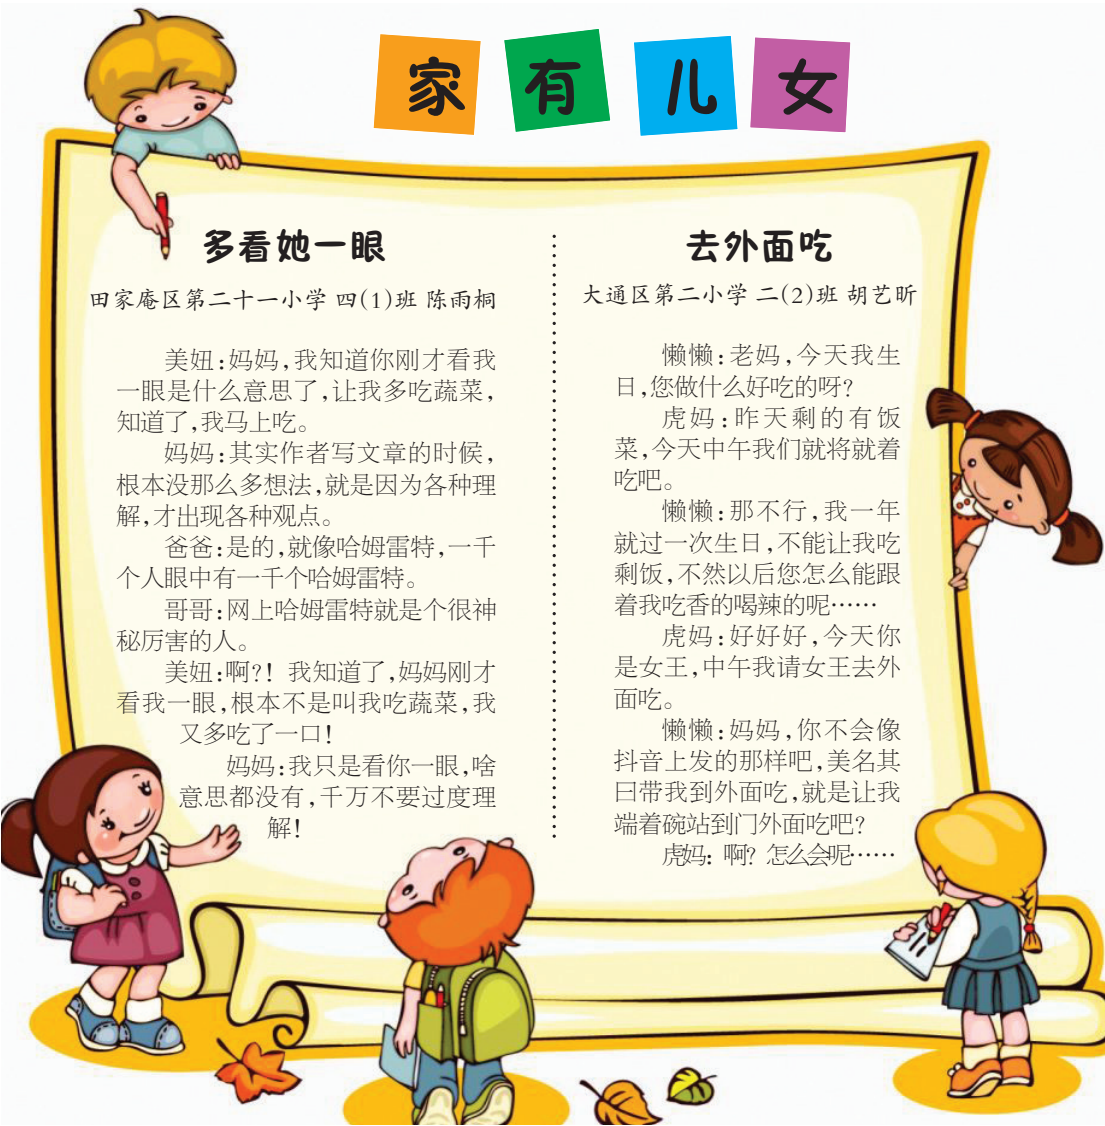 家有儿女
多看她一眼
田家庵区第二十一小学 四(1)班 陈雨桐
美妞:妈妈,我知道你刚才看我
一眼是什么意思了,让我多吃蔬菜,
知道了,我马上吃。
妈妈:其实作者写文章的时候,
根本没那么多想法,就是因为各种理
解,才出现各种观点。
爸爸:是的,就像哈姆雷特,一千
个人眼中有一千个哈姆雷特。
哥哥:网上哈姆雷特就是个很神
秘厉害的人。
美妞:啊?! 我知道了,妈妈刚才
看我一眼,根本不是叫我吃蔬菜,我
又多吃了一口!
妈妈:我只是看你一眼,啥
意思都没有,千万不要过度理
解!
去外面吃
大通区第二小学 二(2)班 胡艺昕
懒懒:老妈,今天我生
日,您做什么好吃的呀?
虎妈:昨天剩的有饭
菜,今天中午我们就将就着
吃吧。
懒懒:那不行,我一年
就过一次生日,不能让我吃
剩饭,不然以后您怎么能跟
着我吃香的喝辣的呢……
虎妈:好好好,今天你
是女王,中午我请女王去外
面吃。
懒懒:妈妈,你不会像
抖音上发的那样吧,美名其
曰带我到外面吃,就是让我
端着碗站到门外面吃吧?
虎妈: 啊? 怎么会呢……